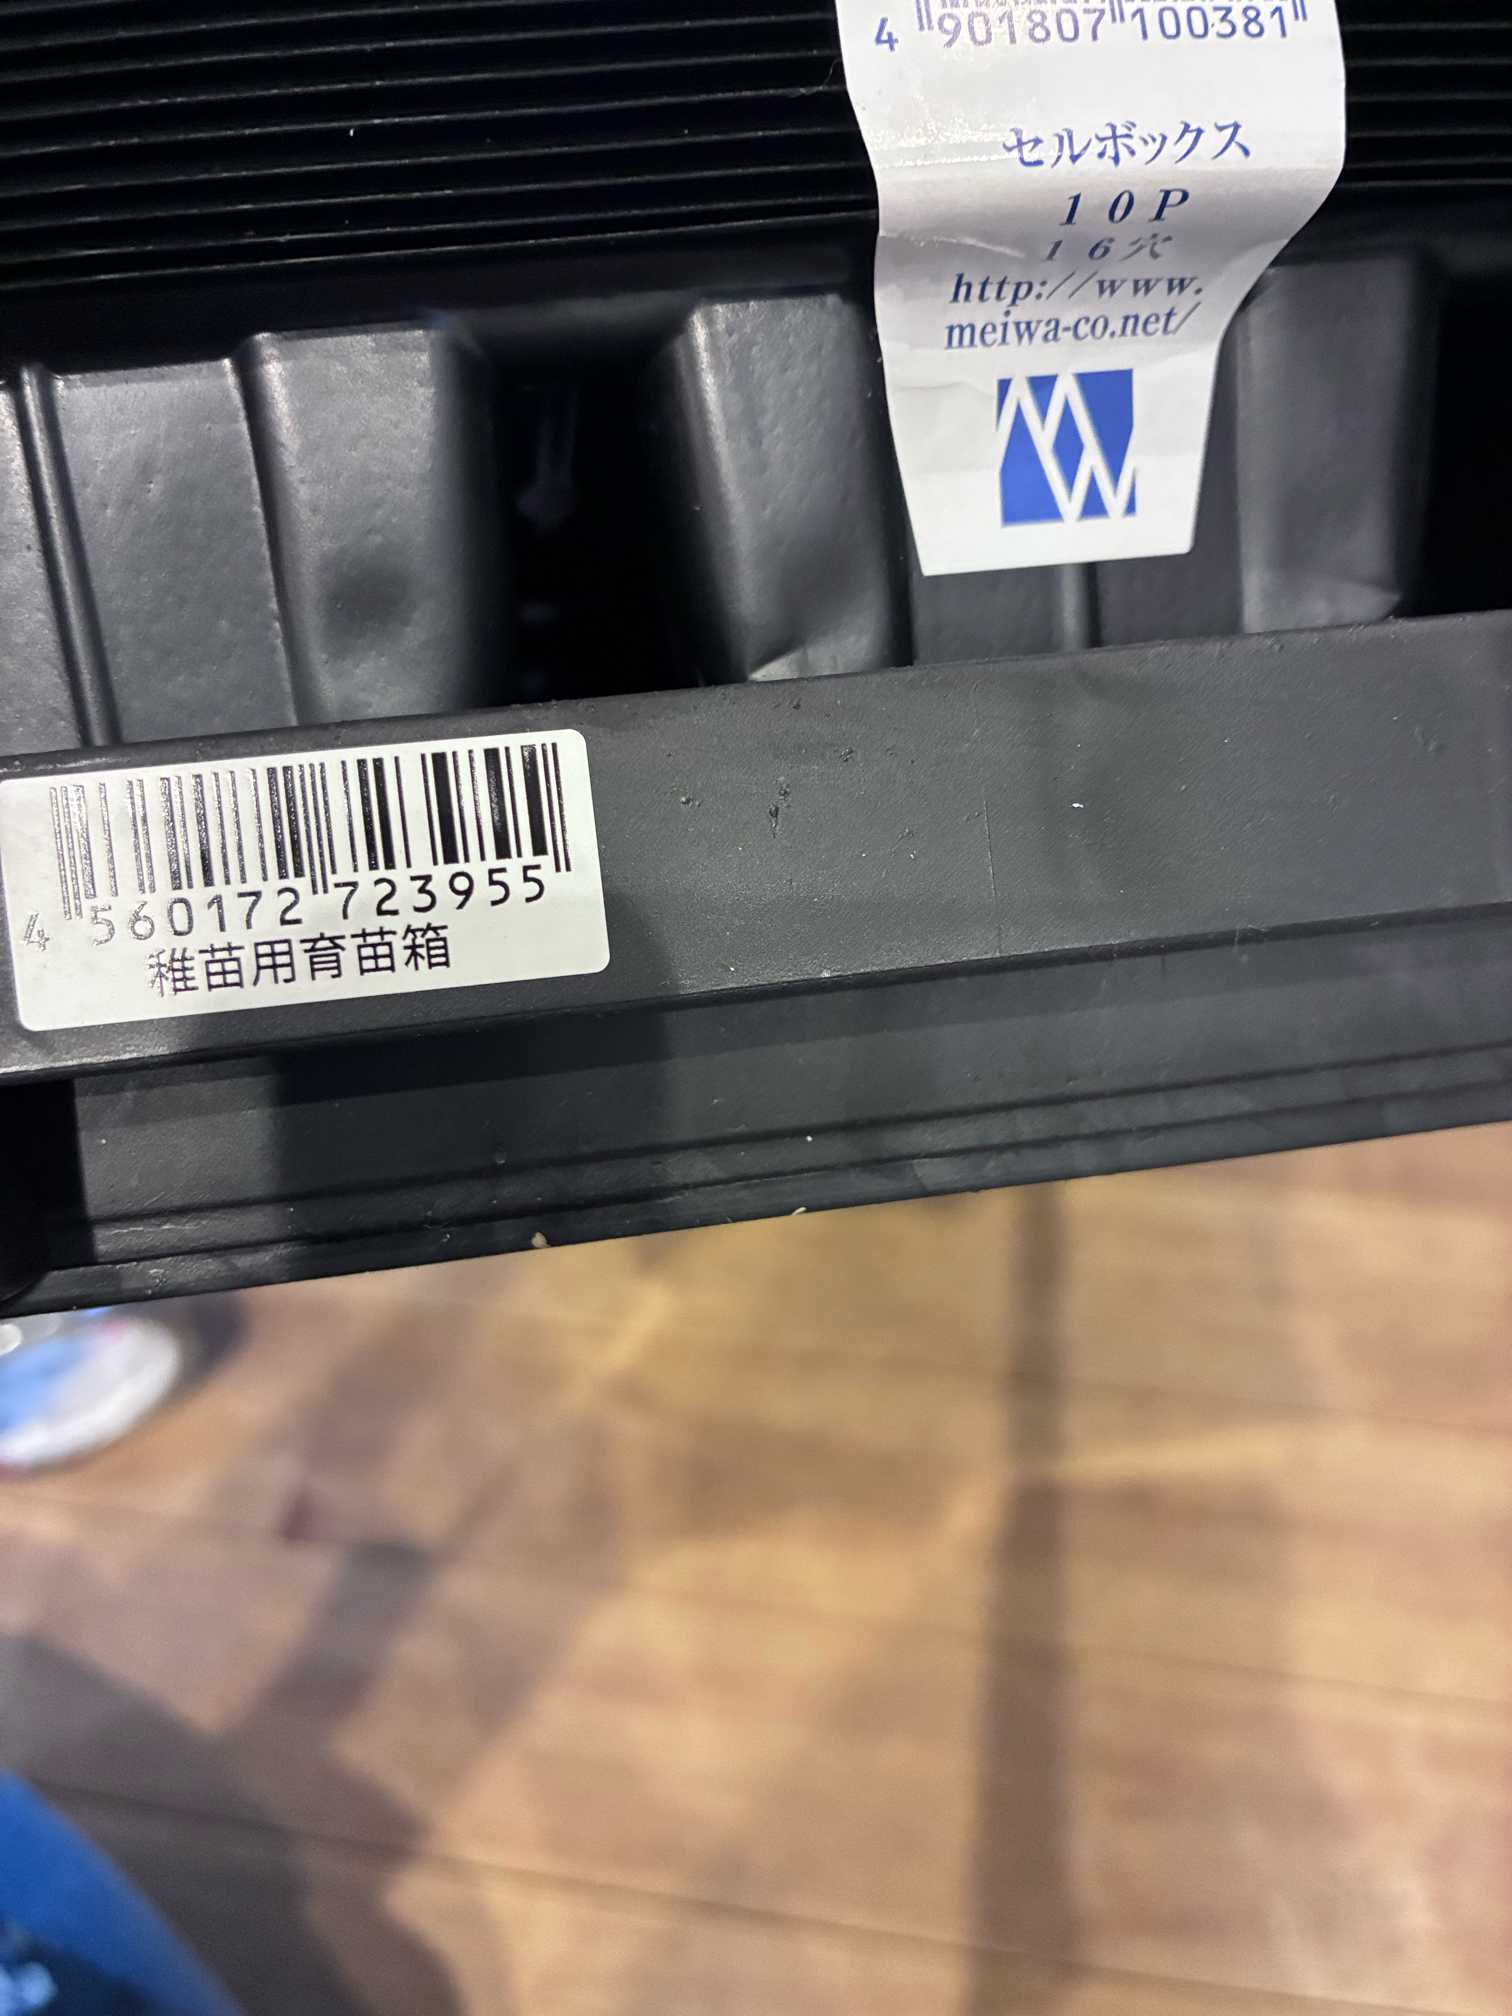 4 901807 100381
セルボックス
10P
16穴
http://www.
meiwa-co.net/
4 560172 723955
稚苗用育苗箱